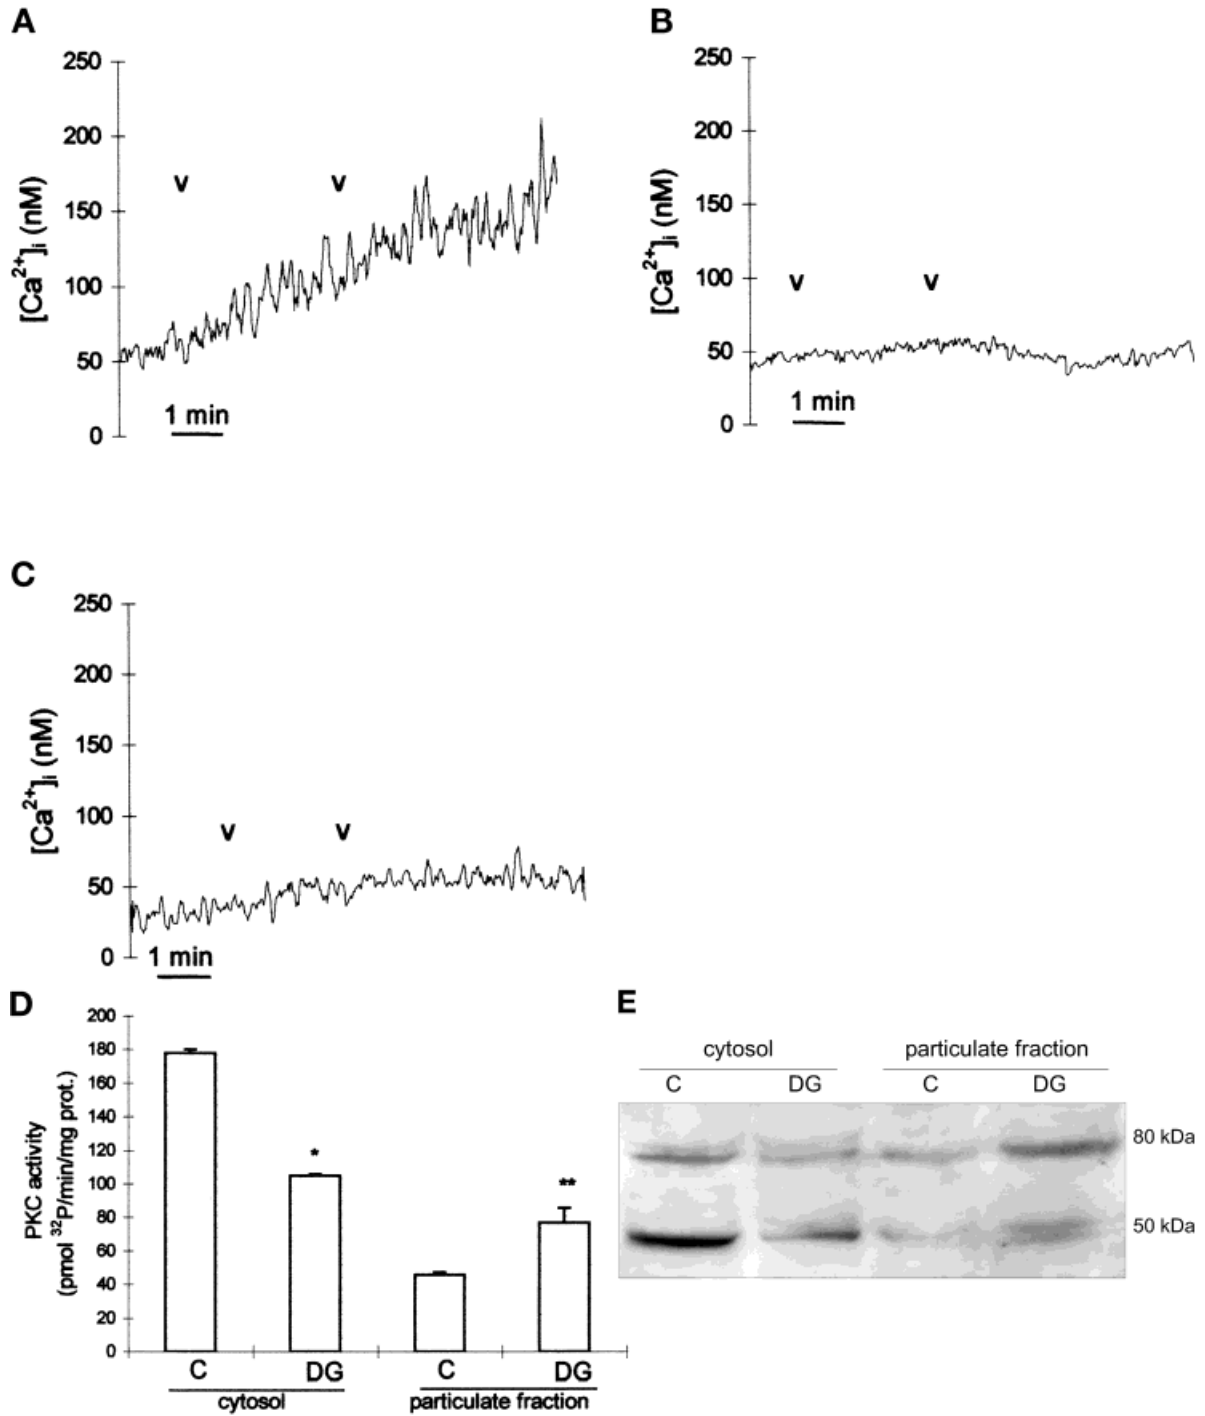 A
250
200
150
100
50
0
[Ca2+]i (nM)
v v
1 min
B
250
200
150
100
50
0
[Ca2+]i (nM)
v v
1 min
C
250
200
150
100
50
0
[Ca2+]i (nM)
v v
1 min
D
200
180
160
140
120
100
80
60
40
20
0
PKC activity
(pmol 32P/min/mg prot.)
*
**
C DG C DG
cytosol particulate fraction
E
cytosol particulate fraction
C DG C DG
80 kDa
50 kDa